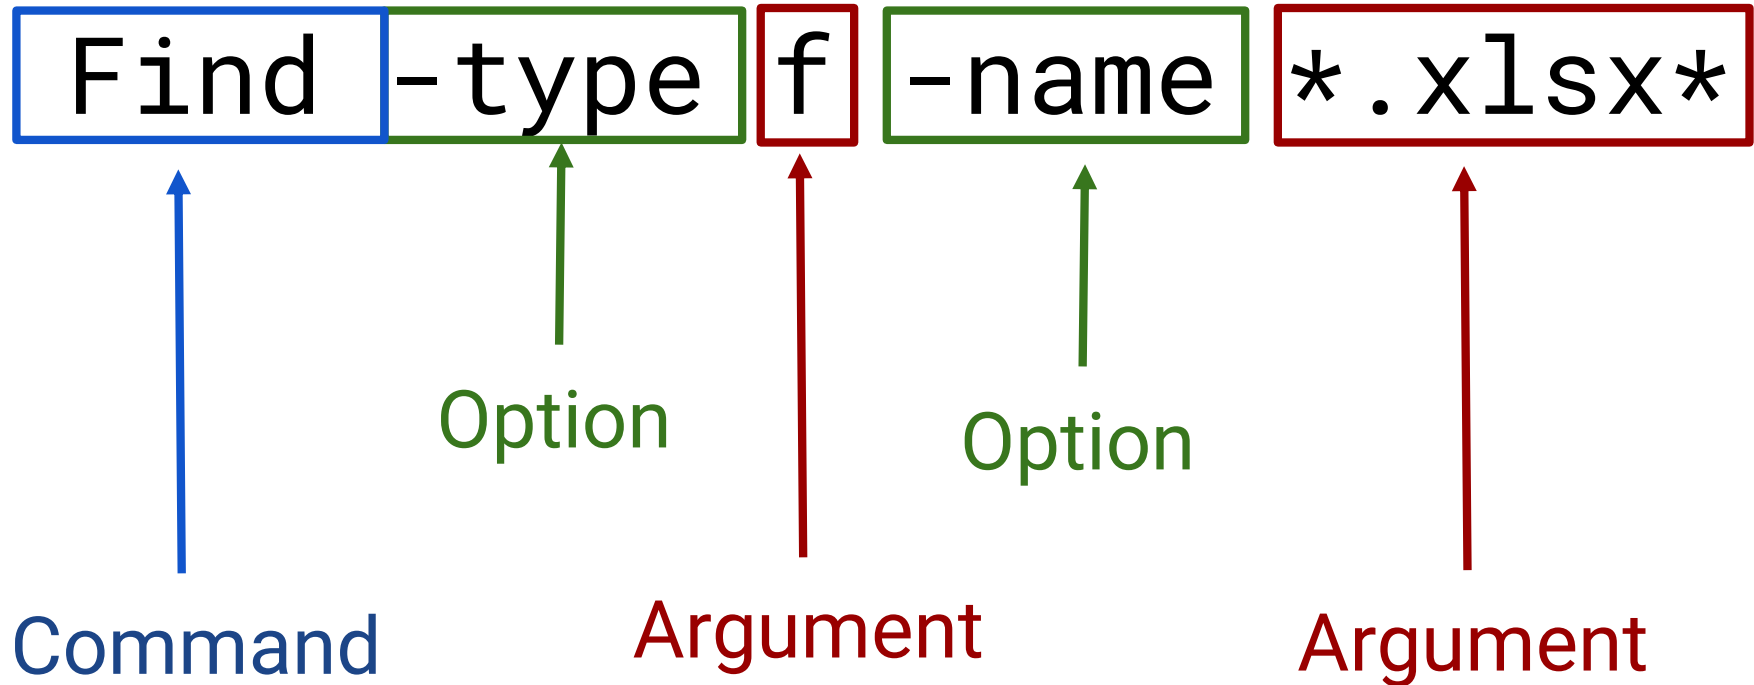 Find -type f -name *.xlsx*
Option
Option
Command
Argument
Argument